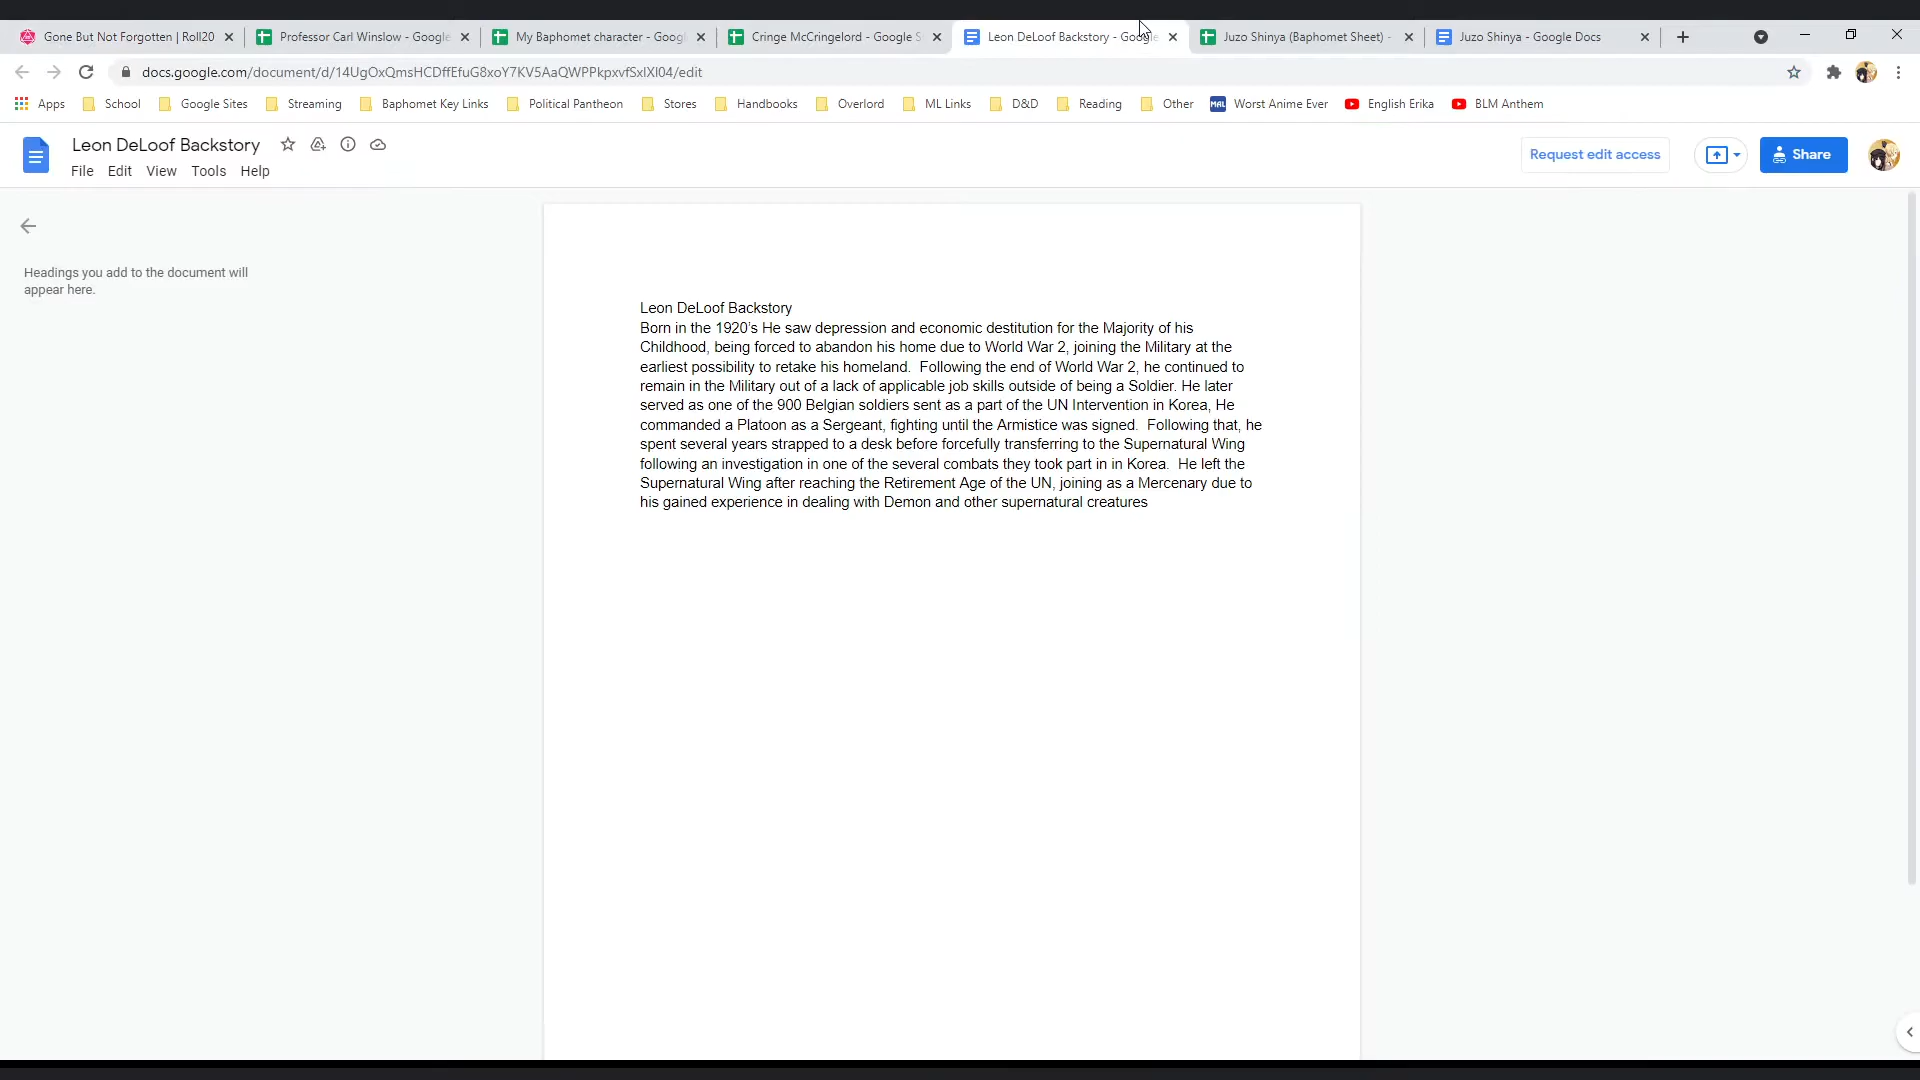 Gone But Not Forgotten | Roll20
Professor Carl Winslow - Google
My Baphomet character - Goog
Cringe McCringelord - Google S
Leon DeLoof Backstory - Google
Juzo Shinya (Baphomet Sheet) -
Juzo Shinya - Google Docs
docs.google.com/document/d/14UgOxQmsHCDffEfuG8xoY7KV5AaQWPPkpxvfSxlXl04/edit
Apps School Google Sites Streaming Baphomet Key Links Political Pantheon Stores Handbooks Overlord ML Links D&D Reading Other MAL Worst Anime Ever English Erika BLM Anthem
Leon DeLoof Backstory
File Edit View Tools Help
Request edit access
Share
Headings you add to the document will
appear here.
Leon DeLoof Backstory
Born in the 1920's He saw depression and economic destitution for the Majority of his
Childhood, being forced to abandon his home due to World War 2, joining the Military at the
earliest possibility to retake his homeland.  Following the end of World War 2, he continued to
remain in the Military out of a lack of applicable job skills outside of being a Soldier. He later
served as one of the 900 Belgian soldiers sent as a part of the UN Intervention in Korea, He
commanded a Platoon as a Sergeant, fighting until the Armistice was signed.  Following that, he
spent several years strapped to a desk before forcefully transferring to the Supernatural Wing
following an investigation in one of the several combats they took part in in Korea.  He left the
Supernatural Wing after reaching the Retirement Age of the UN, joining as a Mercenary due to
his gained experience in dealing with Demon and other supernatural creatures